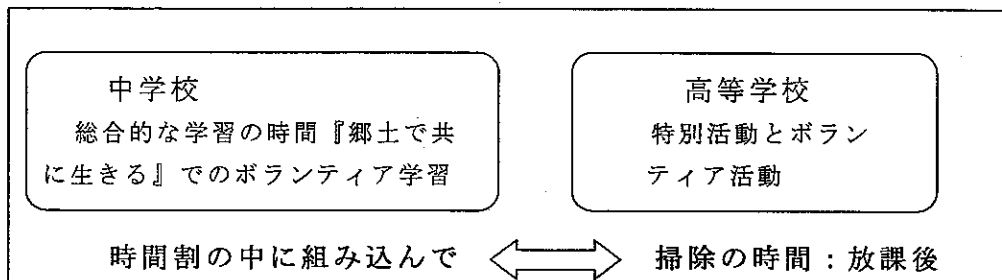 中学校
総合的な学習の時間『郷土で共
に生きる』でのボランティア学習
高等学校
特別活動とボラン
ティア活動
時間割の中に組み込んで
掃除の時間：放課後